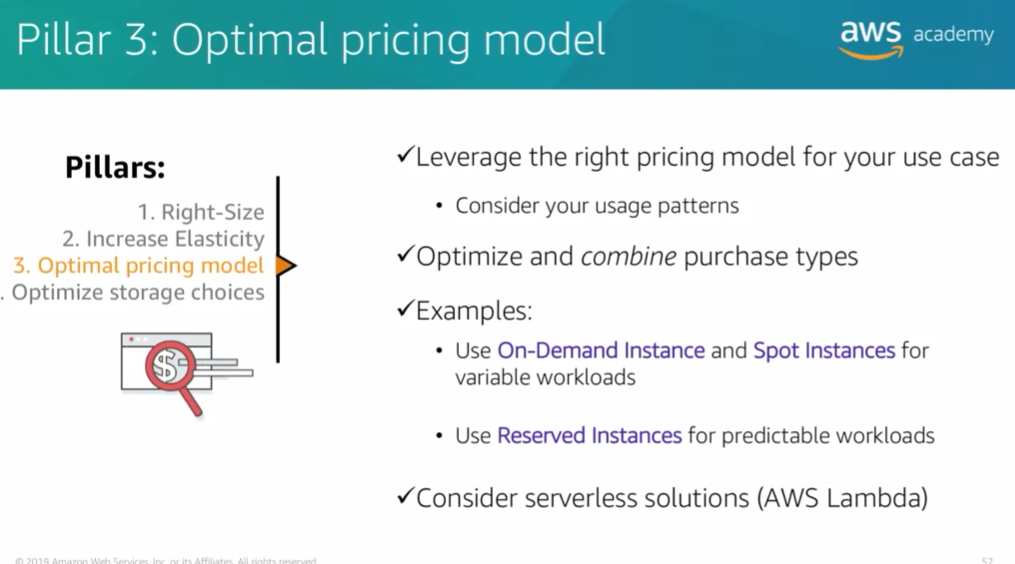 Pillar 3: Optimal pricing model
aws academy
Pillars:
1. Right-Size
2. Increase Elasticity
3. Optimal pricing model
. Optimize storage choices
$
✓Leverage the right pricing model for your use case
• Consider your usage patterns
✓Optimize and combine purchase types
✓Examples:
• Use On-Demand Instance and Spot Instances for
variable workloads
• Use Reserved Instances for predictable workloads
✓Consider serverless solutions (AWS Lambda)
© 2019 Amazon Web Services, Inc. or its Affiliates. All rights reserved
52